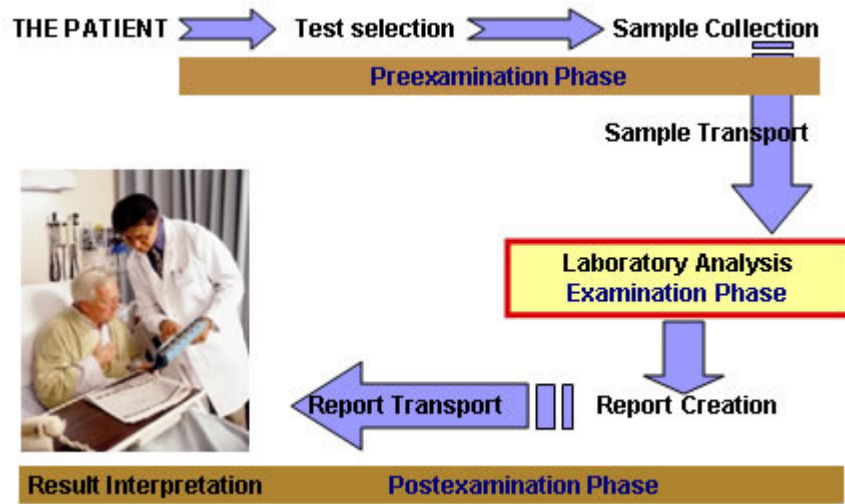 THE PATIENT Test selection Sample Collection
Preexamination Phase
Sample Transport
Laboratory Analysis
Examination Phase
Report Transport Report Creation
Result Interpretation Postexamination Phase